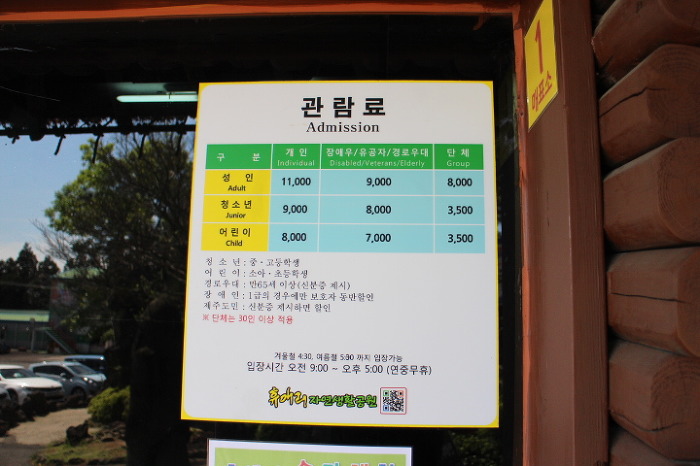 1
매표소
관 람 료
Admission
구 분 개 인 장애우/유공자/경로우대 단 체
Individual Disabled/Veterans/Elderly Group
성 인 11,000 9,000 8,000
Adult
청소년 9,000 8,000 3,500
Junior
어린이 8,000 7,000 3,500
Child
청 소 년 : 중 · 고등학생
어 린 이 : 소아 · 초등학생
경로우대 : 만65세 이상(신분증 제시)
장 애 인 : 1급의 경우에만 보호자 동반할인
제주도민 : 신분증 제시하면 할인
※ 단체는 30인 이상 적용
겨울철 4:30, 여름철 5:30 까지 입장가능
입장시간 오전 9:00 ~ 오후 5:00 (연중무휴)
휴애리 자연생활공원